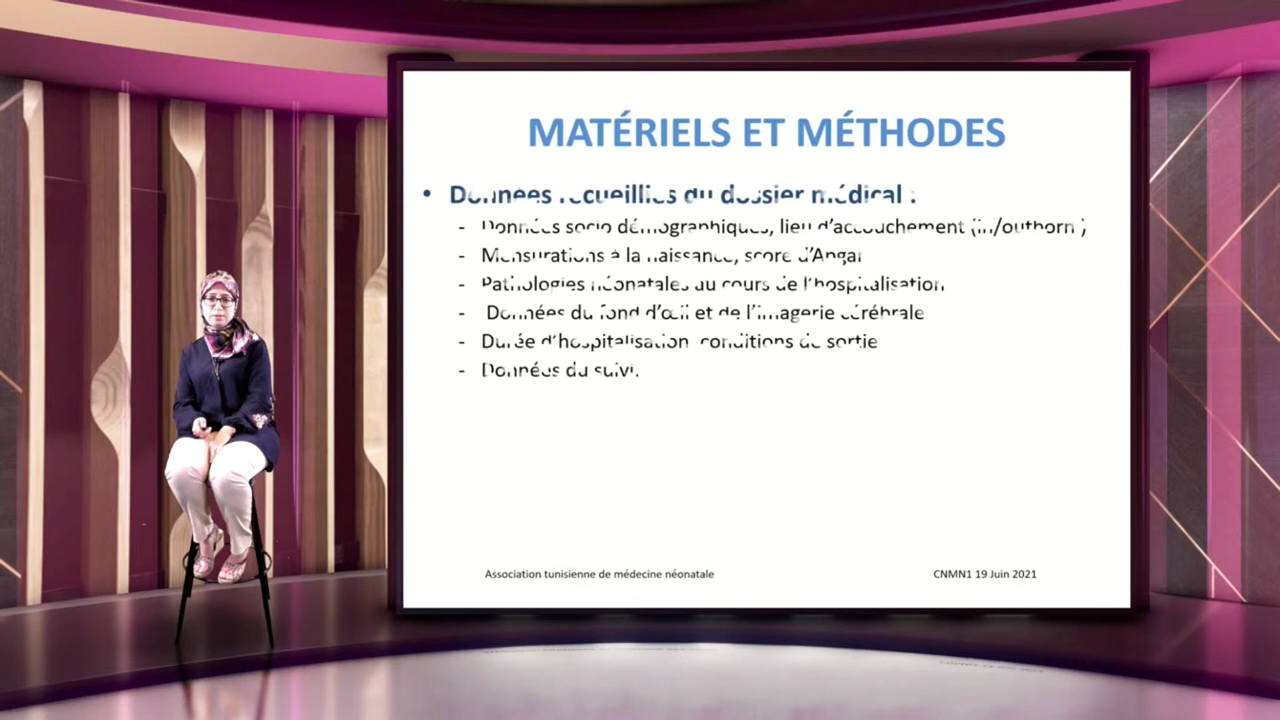 MATÉRIELS ET MÉTHODES
• Données recueillies du dossier médical :
- Données socio démographiques, lieu d’accouchement (in/outborn )
- Mensurations à la naissance, score d’Apgar
- Pathologies néonatales au cours de l’hospitalisation
- Données du fond d’œil et de l’imagerie cérébrale
- Durée d’hospitalisation conditions de sortie
- Données du suivi.
Association tunisienne de médecine néonatale
CNMN1 19 Juin 2021